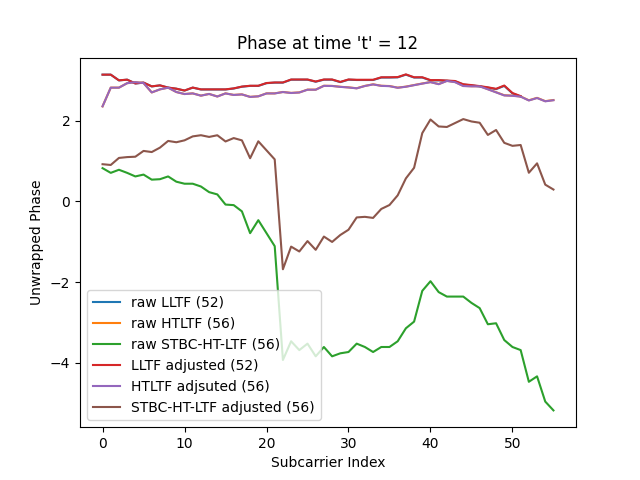 Phase at time 't' = 12
Unwrapped Phase
2
0
−2
−4
raw LLTF (52)
raw HTLTF (56)
raw STBC-HT-LTF (56)
LLTF adjusted (52)
HTLTF adjsuted (56)
STBC-HT-LTF adjusted (56)
0 10 20 30 40 50
Subcarrier Index